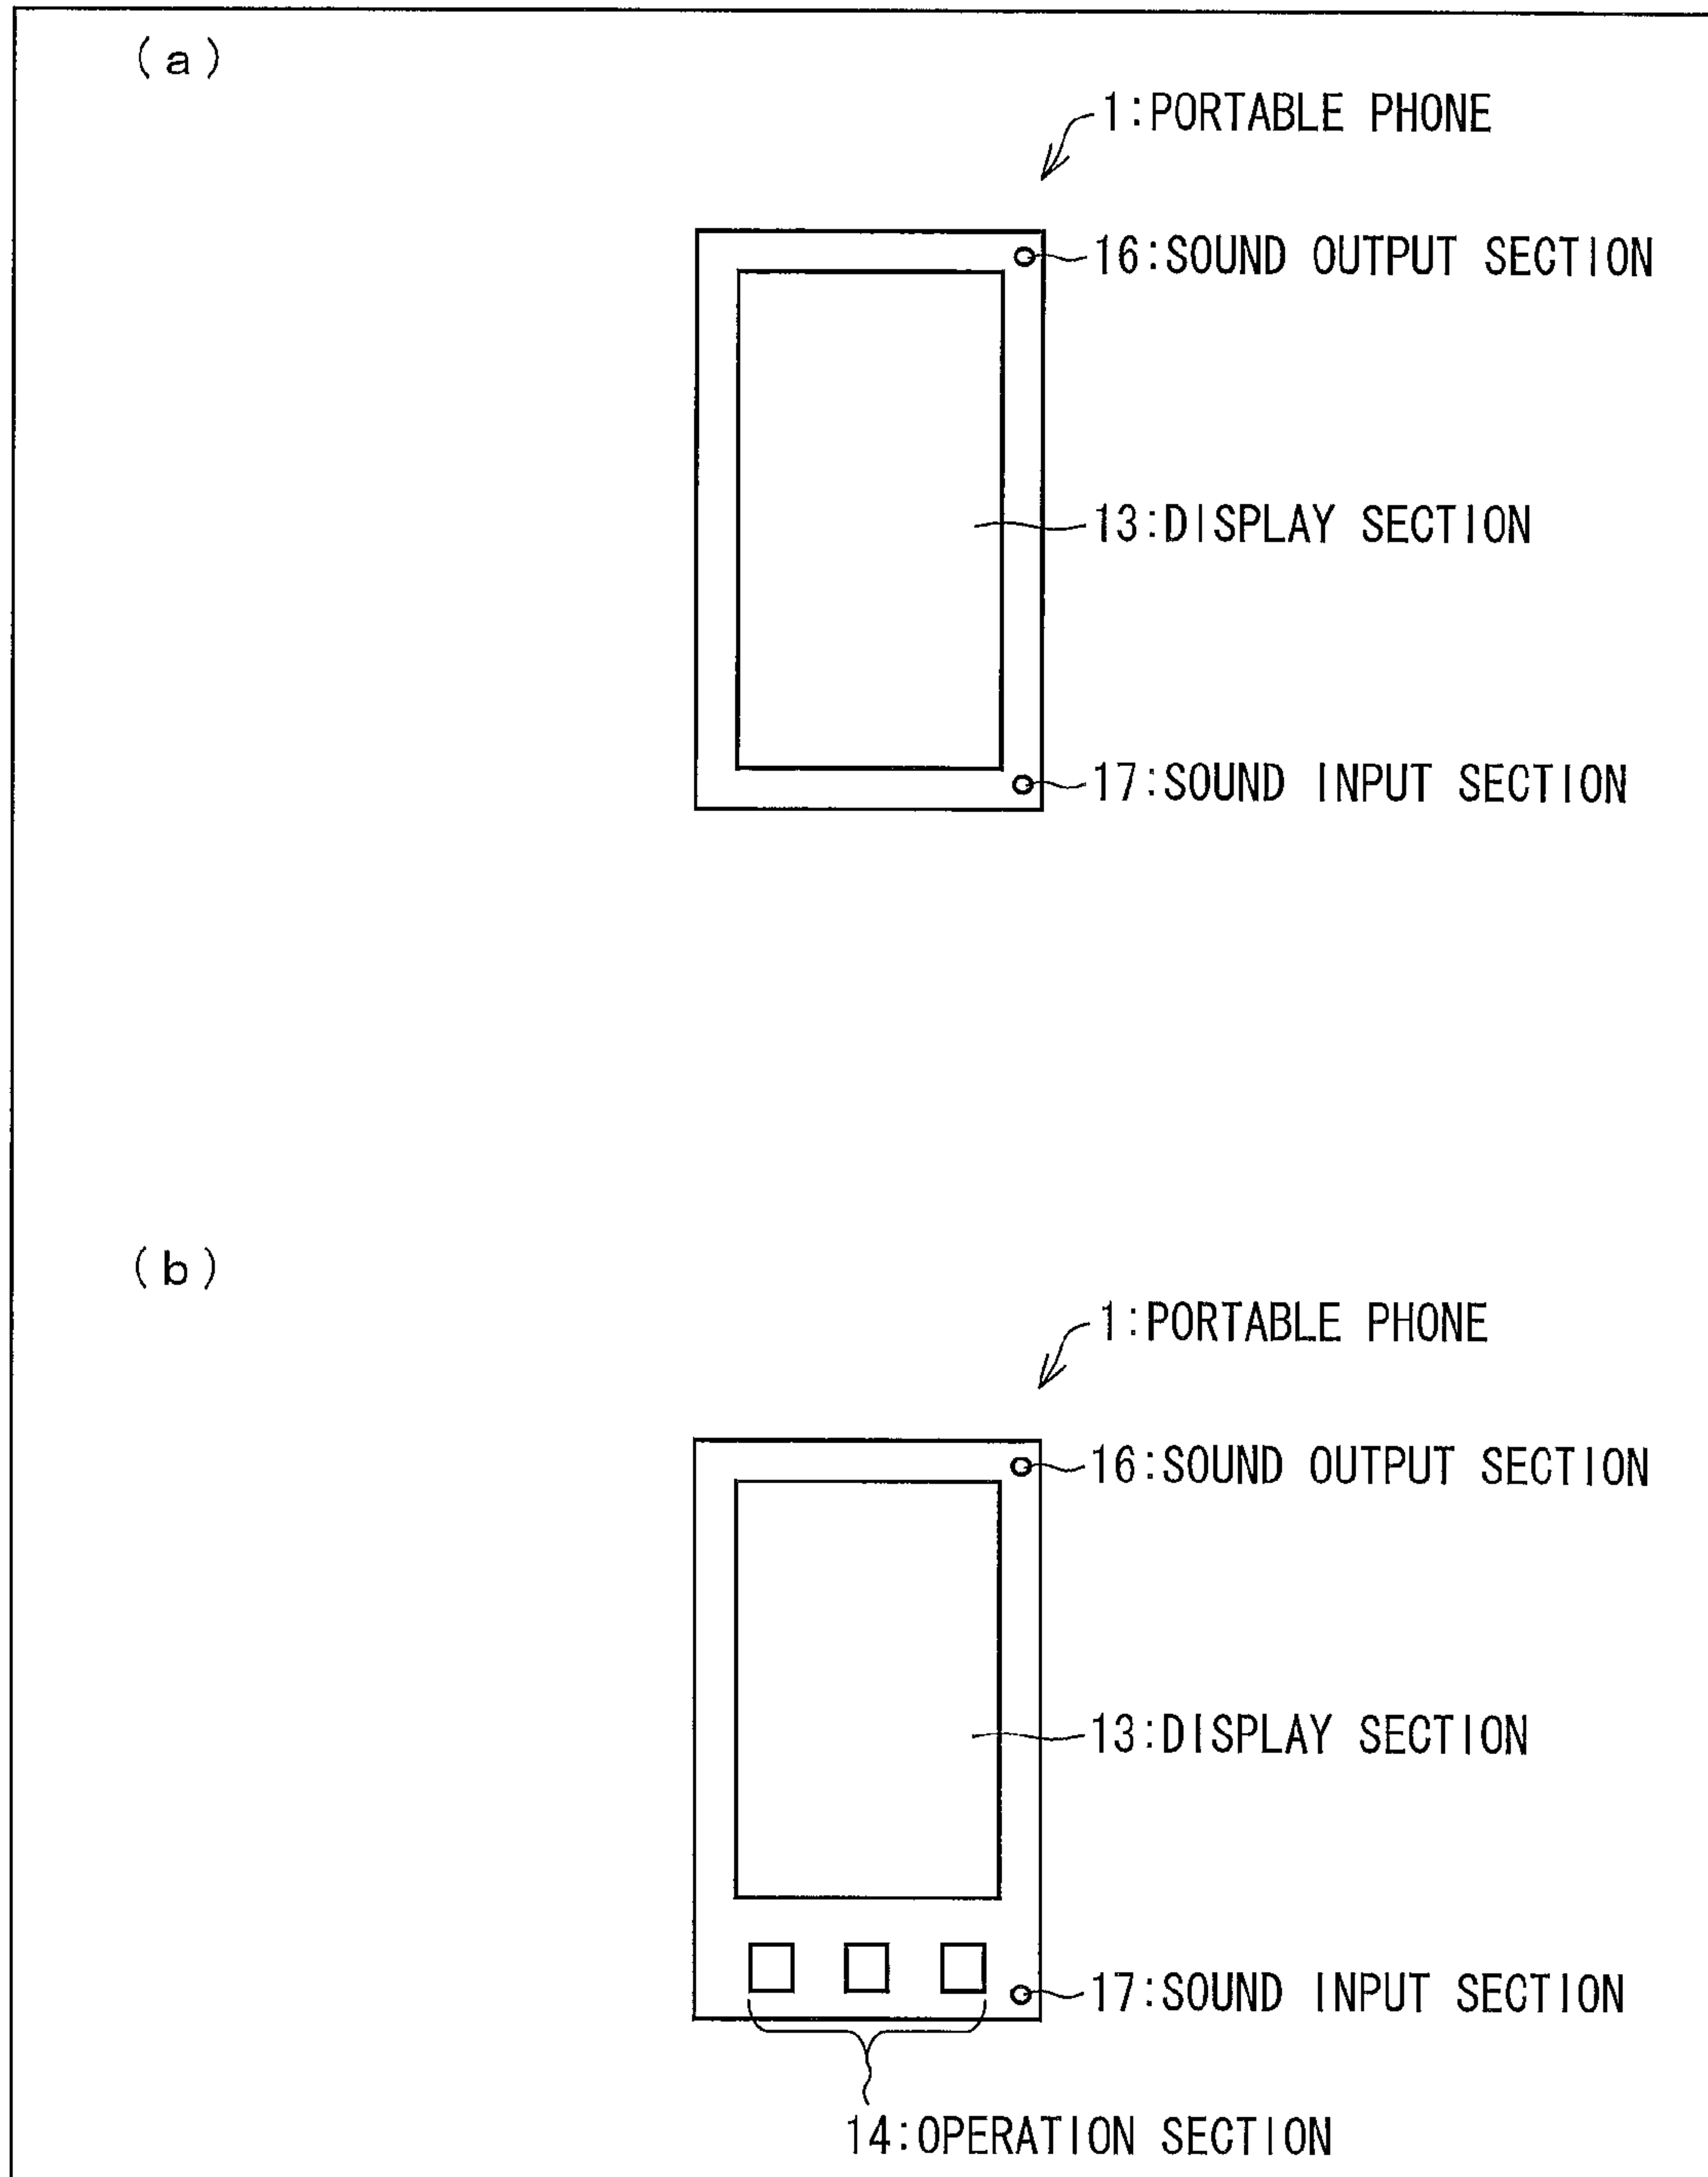 (a)
1:PORTABLE PHONE
16:SOUND OUTPUT SECTION
13:DISPLAY SECTION
17:SOUND INPUT SECTION
(b)
1:PORTABLE PHONE
16:SOUND OUTPUT SECTION
13:DISPLAY SECTION
17:SOUND INPUT SECTION
14:OPERATION SECTION